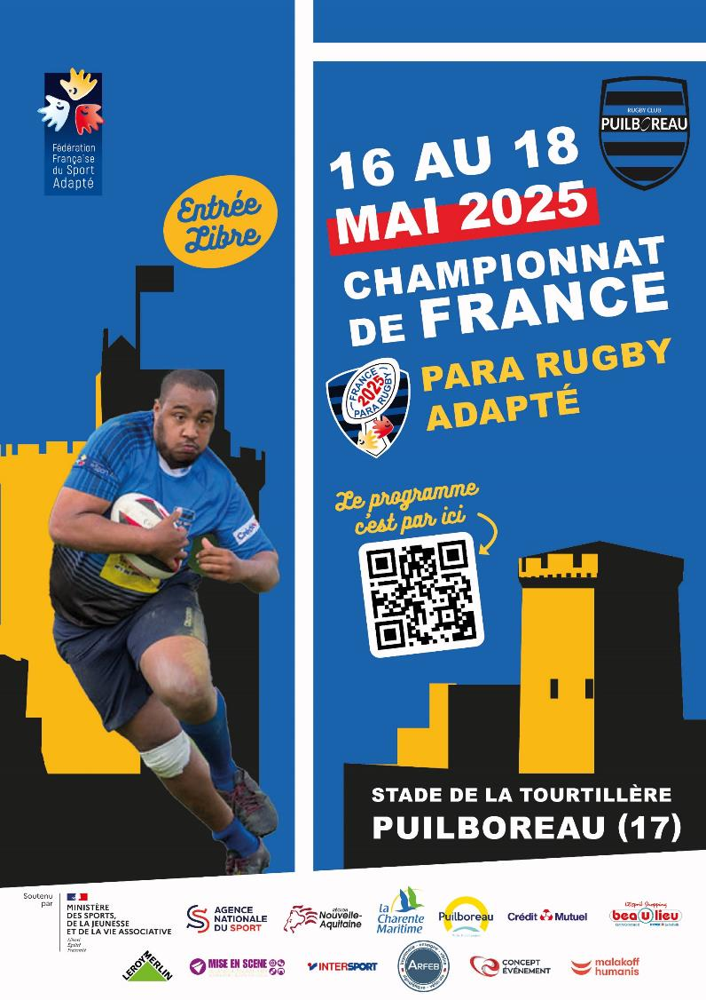 Fédération
Française
du Sport
Adapté
Entrée
Libre
RUGBY CLUB
PUILBOREAU
16 AU 18
MAI 2025
CHAMPIONNAT
DE FRANCE
FRANCE
2025
PARA RUGBY
PARA RUGBY
ADAPTÉ
Le programme
c'est par ici
STADE DE LA TOURTILLÈRE
PUILBOREAU (17)
Soutenu
par
MINISTÈRE
DES SPORTS,
DE LA JEUNESSE
ET DE LA VIE ASSOCIATIVE
Liberté
Égalité
Fraternité
AGENCE
NATIONALE
DU SPORT
RÉGION
Nouvelle-
Aquitaine
la
Charente
Maritime
Puilboreau
Crédit Mutuel
L'Esprit Shopping
beaulieu
LEROY MERLIN
MISE EN SCENE
INTERSPORT
ARFEB
CONCEPT
ÉVÉNEMENT
malakoff
humanis